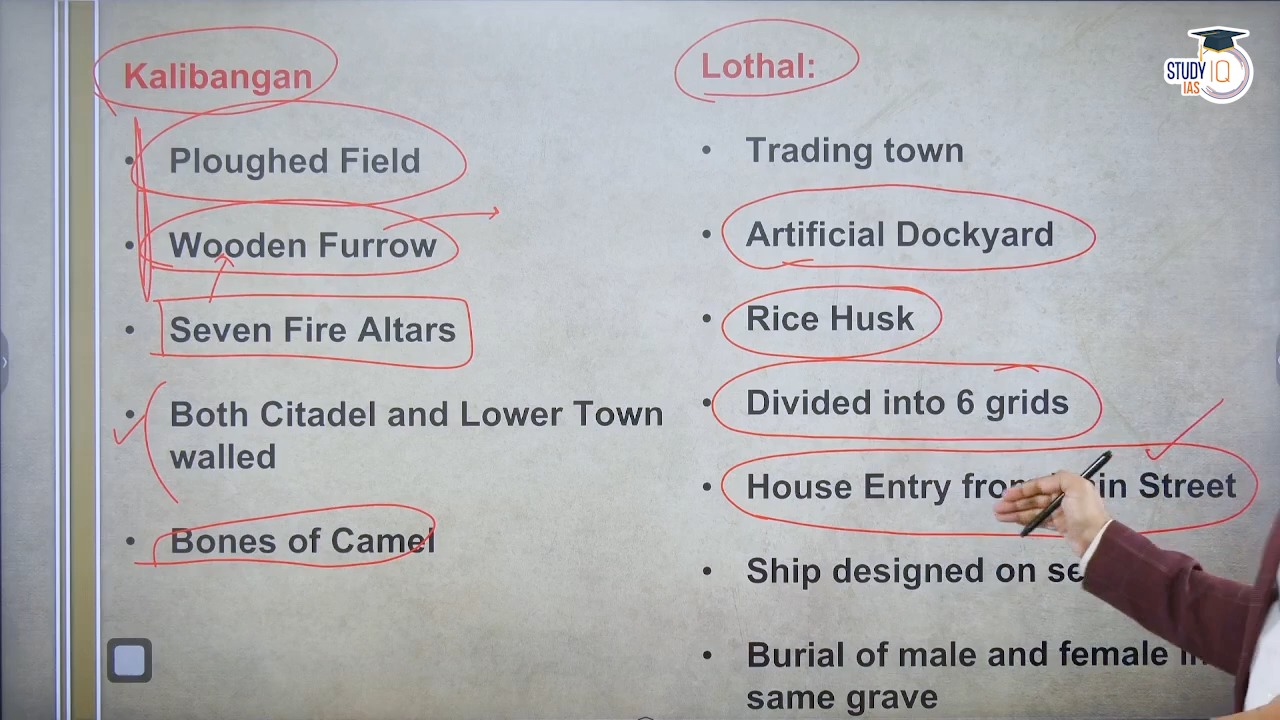 Kalibangan
• Ploughed Field
• Wooden Furrow
• Seven Fire Altars
• Both Citadel and Lower Town
walled
• Bones of Camel
Lothal:
• Trading town
• Artificial Dockyard
• Rice Husk
• Divided into 6 grids
• House Entry from Street
• Ship designed on
• Burial of male and female
same grave
STUDY IQ
IAS